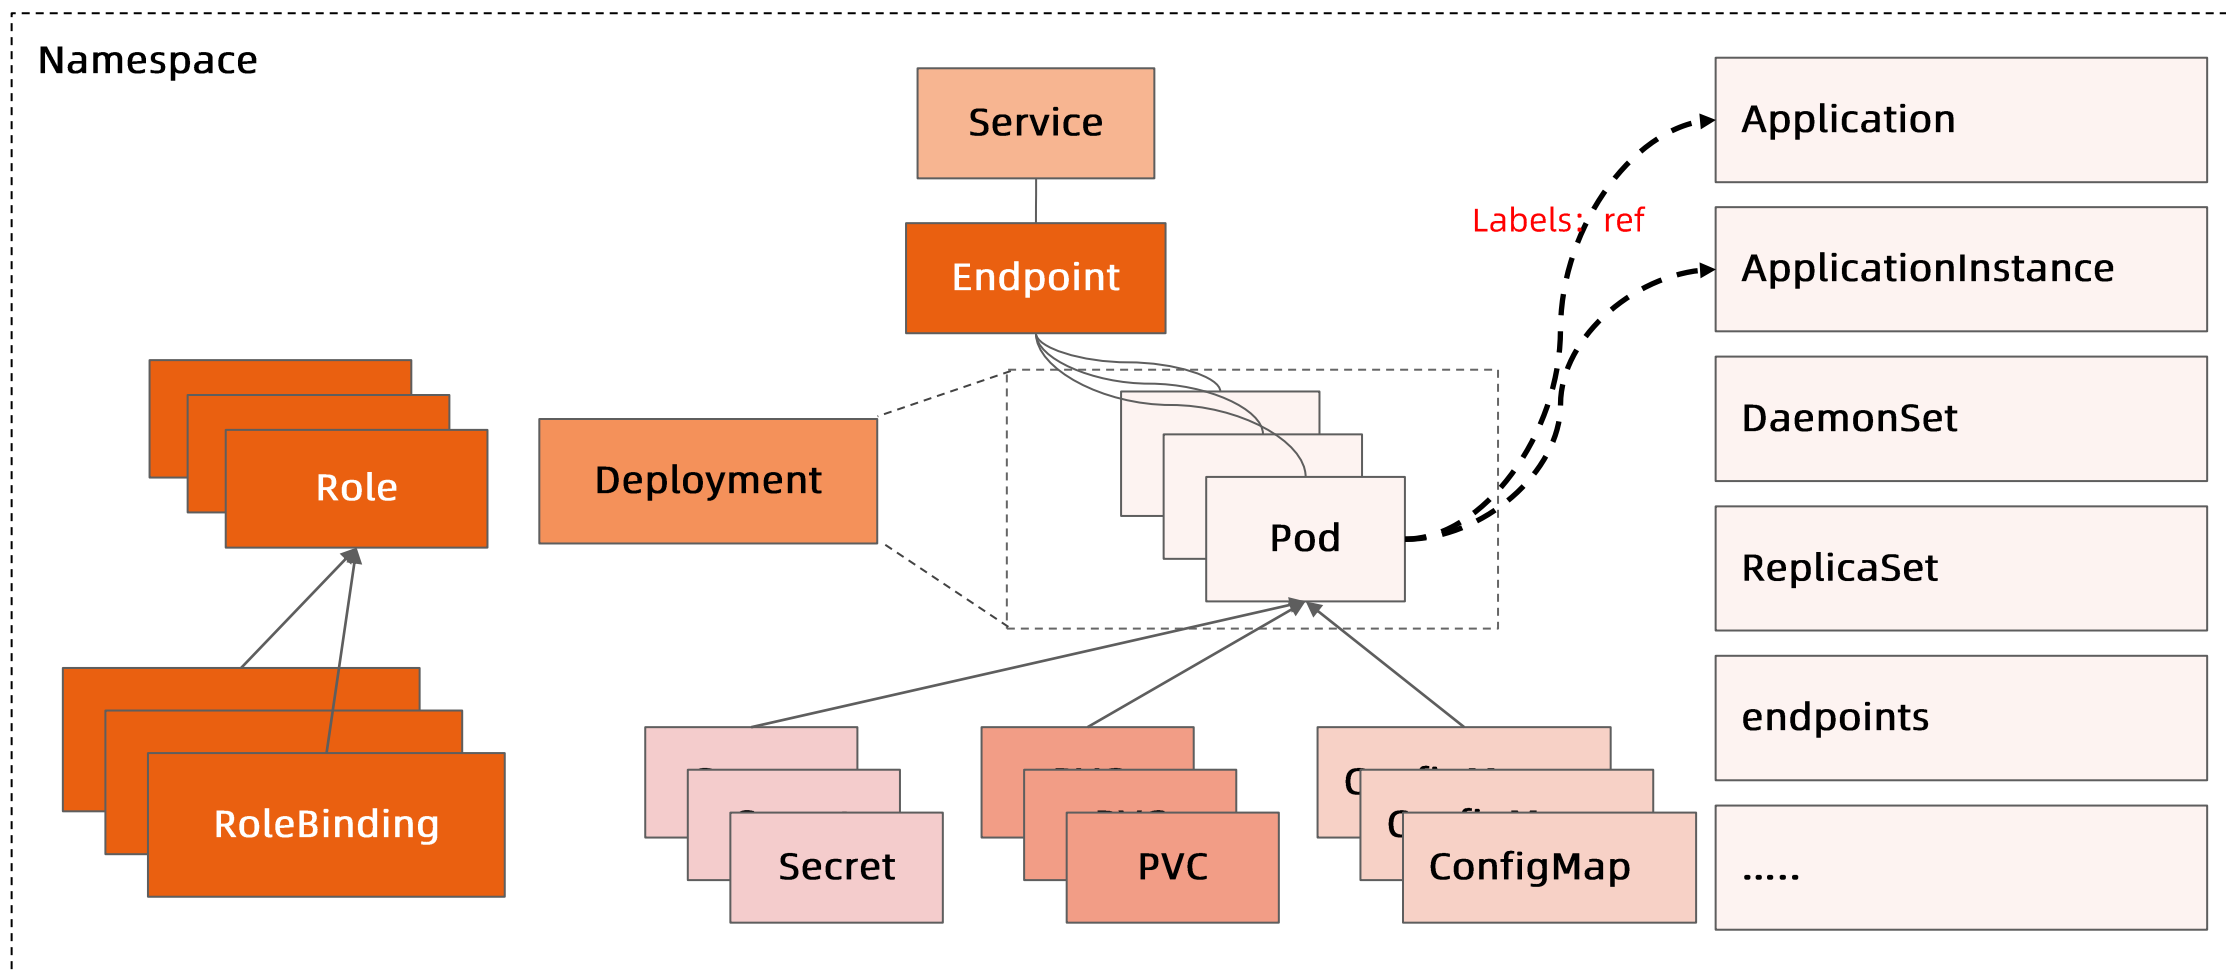 Namespace
Service
Endpoint
Labels: ref
Role
Deployment
Pod
RoleBinding
Secret
PVC
ConfigMap
Application
ApplicationInstance
DaemonSet
ReplicaSet
endpoints
.....